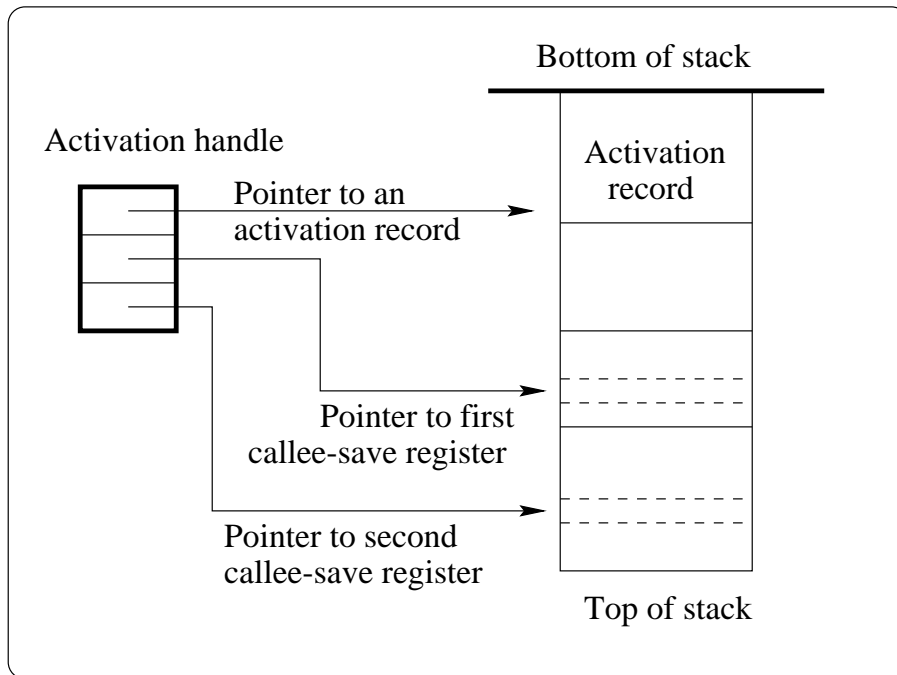 Bottom of stack
Activation handle
Activation
record
Pointer to an
activation record
Pointer to first
callee-save register
Pointer to second
callee-save register
Top of stack